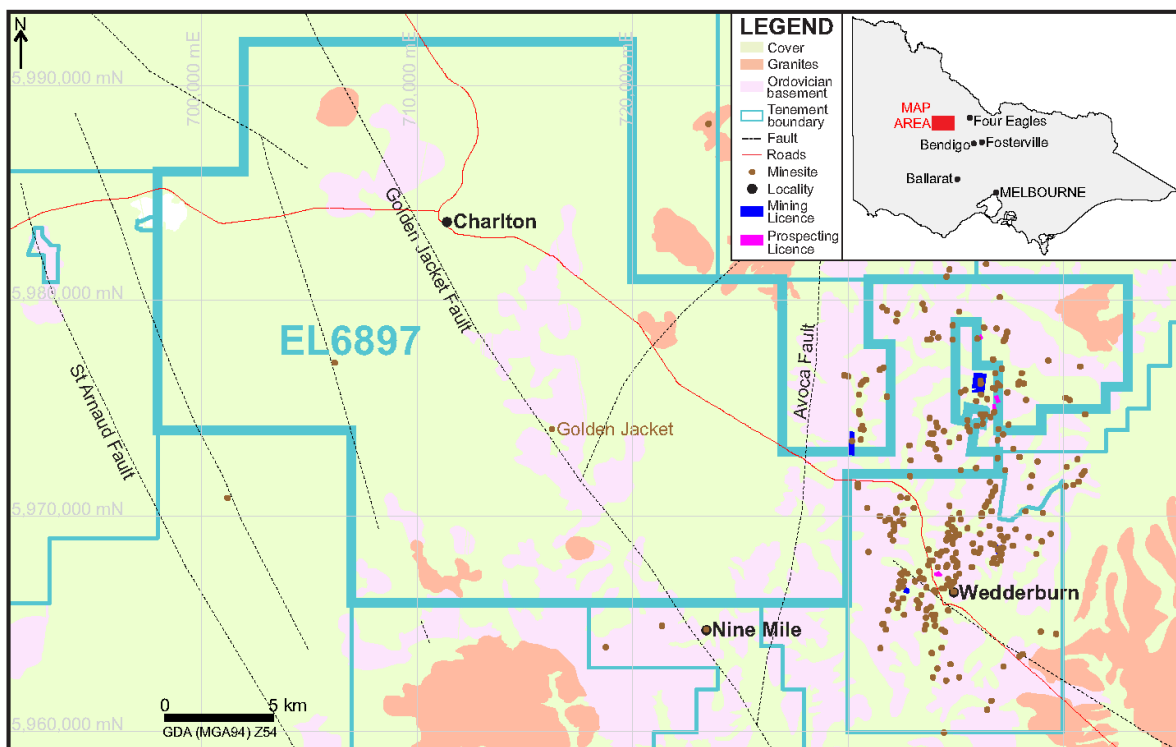 N
5,990,000 mN
5,980,000 mN
5,970,000 mN
5,960,000 mN
700,000 mE
710,000 mE
720,000 mE
LEGEND
Cover
Granites
Ordovician
basement
Tenement
boundary
Fault
Roads
Minesite
Locality
Mining
Licence
Prospecting
Licence
MAP
AREA
Four Eagles
Bendigo
Fosterville
Ballarat
MELBOURNE
Charlton
Golden Jacket Fault
EL6897
St Arnaud Fault
Avoca Fault
Golden Jacket
Wedderburn
Nine Mile
0 5 km
GDA (MGA94) Z54